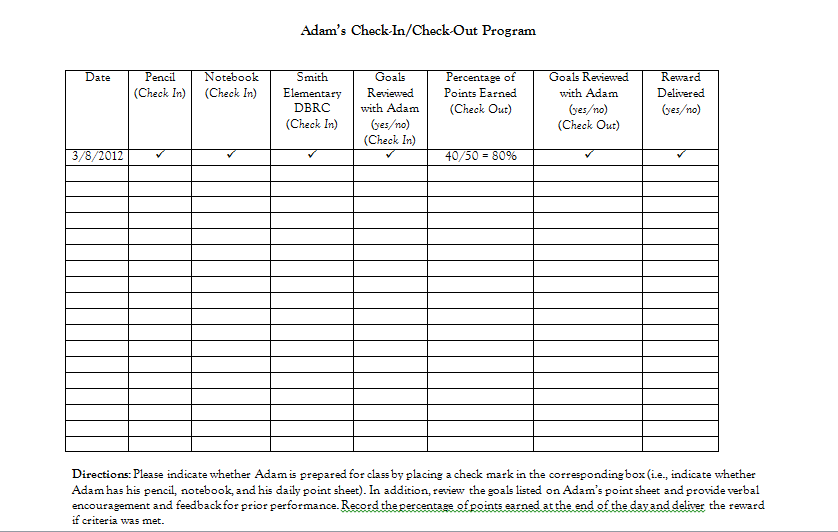 Adam's Check-In/Check-Out Program
Date Pencil Notebook Smith Goals Percentage of Goals Reviewed Reward
(Check In) (Check In) Elementary Reviewed Points Earned with Adam Delivered
DBRC with Adam (Check Out) (yes/no) (yes/no)
(Check In) (yes/no) (Check Out)
(Check In)
3/8/2012 ✓ ✓ ✓ ✓ 40/50 = 80% ✓ ✓
Directions: Please indicate whether Adam is prepared for class by placing a check mark in the corresponding box (i.e., indicate whether
Adam has his pencil, notebook, and his daily point sheet). In addition, review the goals listed on Adam's point sheet and provide verbal
encouragement and feedback for prior performance. Record the percentage of points earned at the end of the day and deliver the reward
if criteria was met.